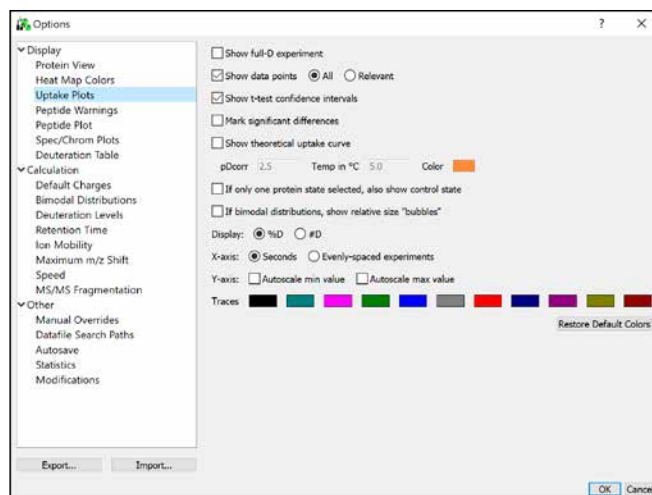 Options
Display
Protein View
Heat Map Colors
Uptake Plots
Peptide Warnings
Peptide Plot
Spec/Chrom Plots
Deuteration Table
Calculation
Default Charges
Bimodal Distributions
Deuteration Levels
Retention Time
Ion Mobility
Maximum m/z Shift
Speed
MS/MS Fragmentation
Other
Manual Overrides
Datafile Search Paths
Autosave
Statistics
Modifications
Export...   Import...
Show full-D experiment
Show data points   All   Relevant
Show t-test confidence intervals
Mark significant differences
Show theoretical uptake curve
pDcorr   2.5   Temp in °C   5.0   Color
If only one protein state selected, also show control state
If bimodal distributions, show relative size "bubbles"
Display:   %D   #D
X-axis:   Seconds   Evenly-spaced experiments
Y-axis:   Autoscale min value   Autoscale max value
Traces
Restore Default Colors
OK   Cance